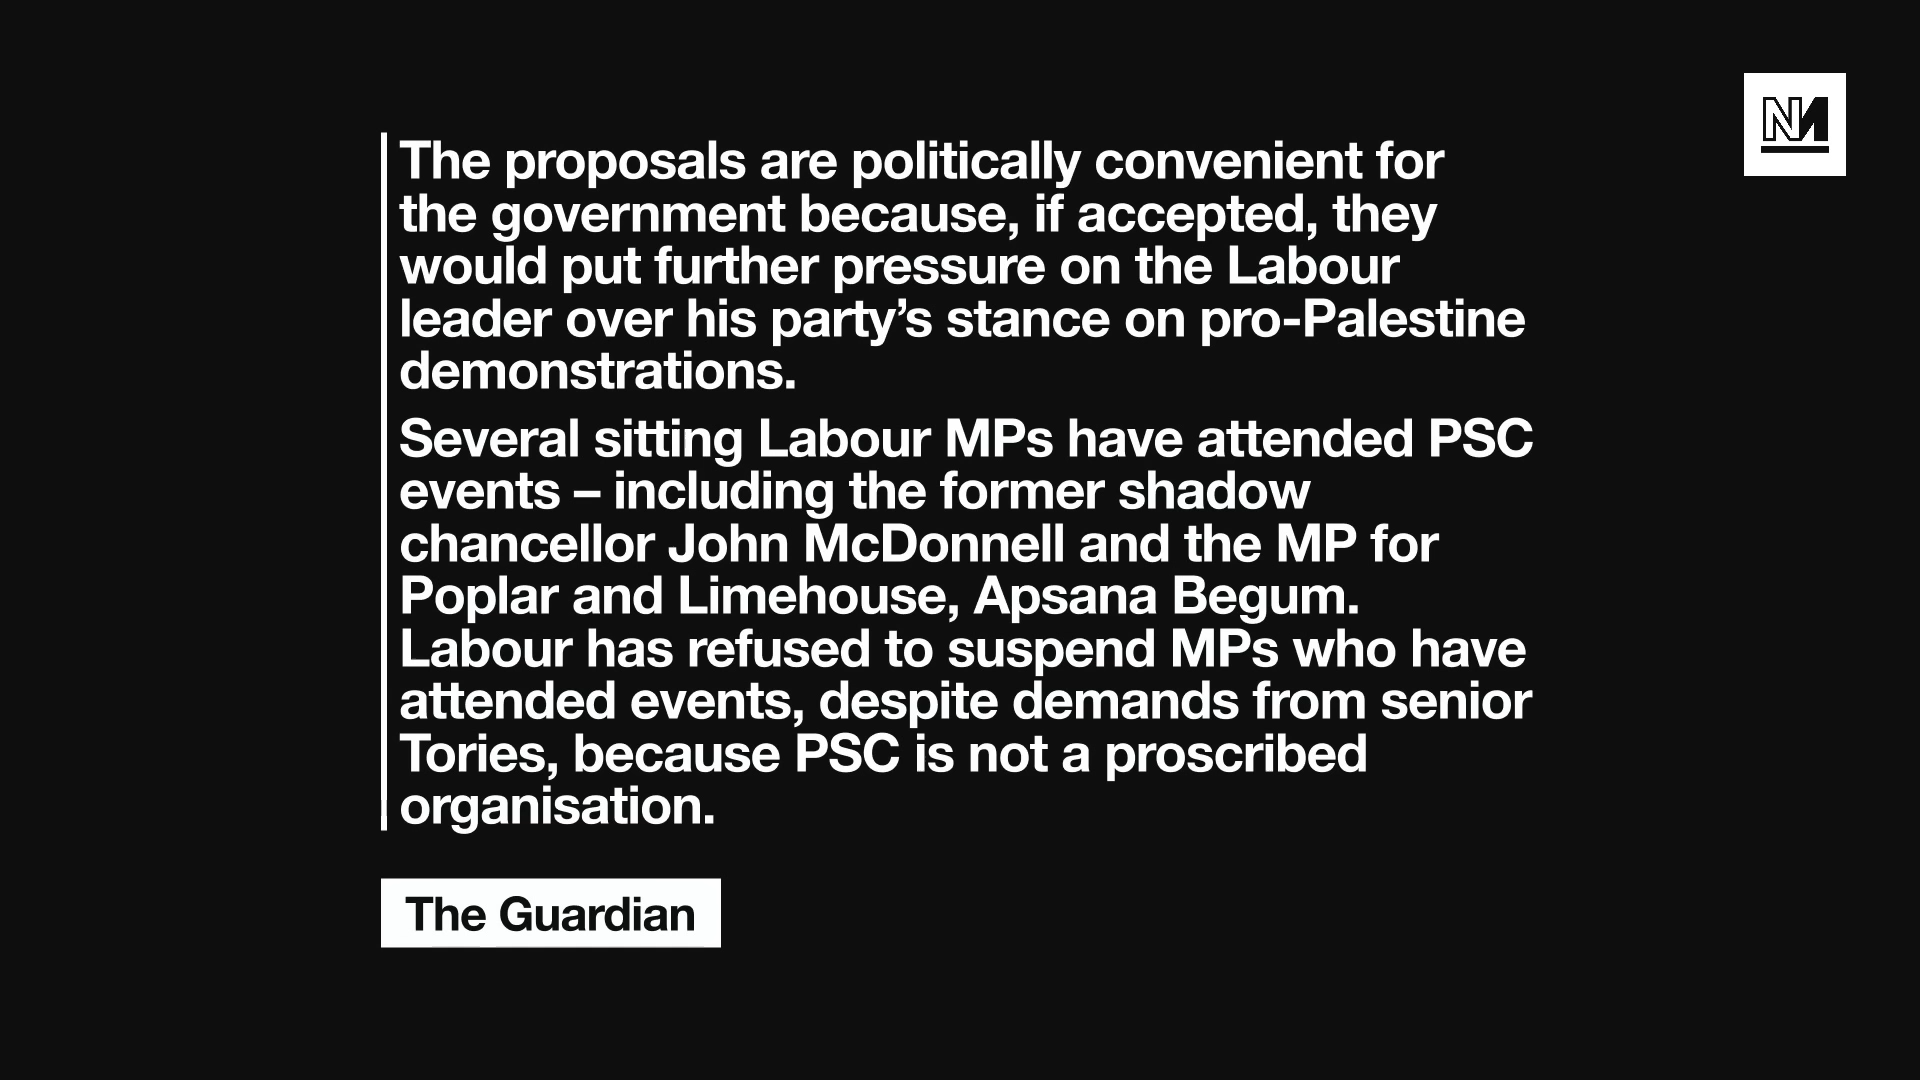 NM
The proposals are politically convenient for
the government because, if accepted, they
would put further pressure on the Labour
leader over his party’s stance on pro-Palestine
demonstrations.
Several sitting Labour MPs have attended PSC
events – including the former shadow
chancellor John McDonnell and the MP for
Poplar and Limehouse, Apsana Begum.
Labour has refused to suspend MPs who have
attended events, despite demands from senior
Tories, because PSC is not a proscribed
organisation.
The Guardian